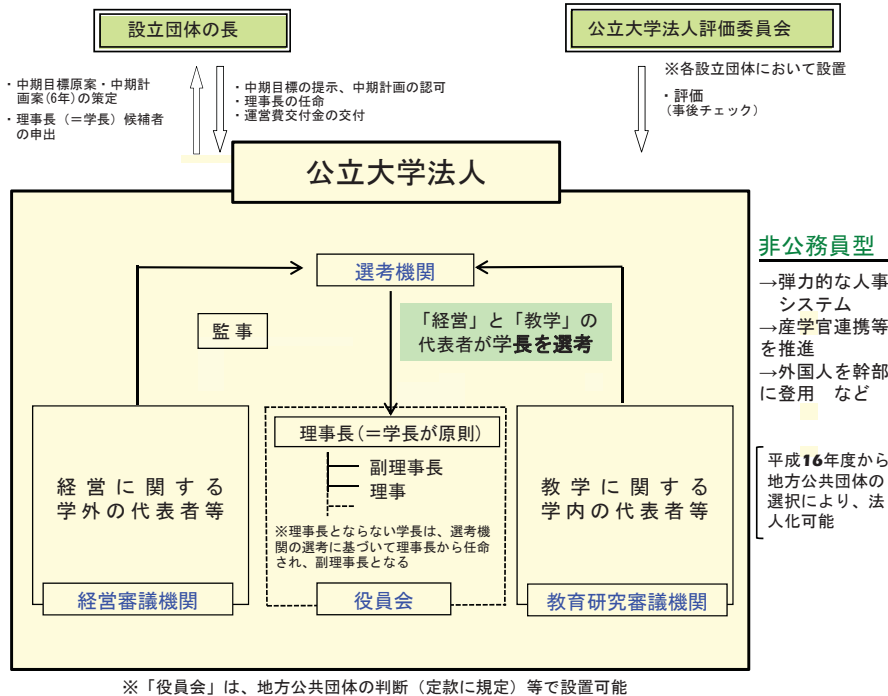 設立団体の長
公立大学法人評価委員会
・中期目標原案・中期計
画案(6年)の策定
・理事長（＝学長）候補者
の申出
・中期目標の提示、中期計画の認可
・理事長の任命
・運営費交付金の交付
※各設立団体において設置
・評価
（事後チェック）
公立大学法人
選考機関
監事
「経営」と「教学」の
代表者が学長を選考
非公務員型
→弾力的な人事
システム
→産学官連携等
を推進
→外国人を幹部
に登用　など
平成16年度から
地方公共団体の
選択により、法
人化可能
経営に関する
学外の代表者等
経営審議機関
理事長(＝学長が原則)
副理事長
理事
※理事長とならない学長は、選考機
関の選考に基づいて理事長から任命
され、副理事長となる
役員会
教学に関する
学内の代表者等
教育研究審議機関
※「役員会」は、地方公共団体の判断（定款に規定）等で設置可能